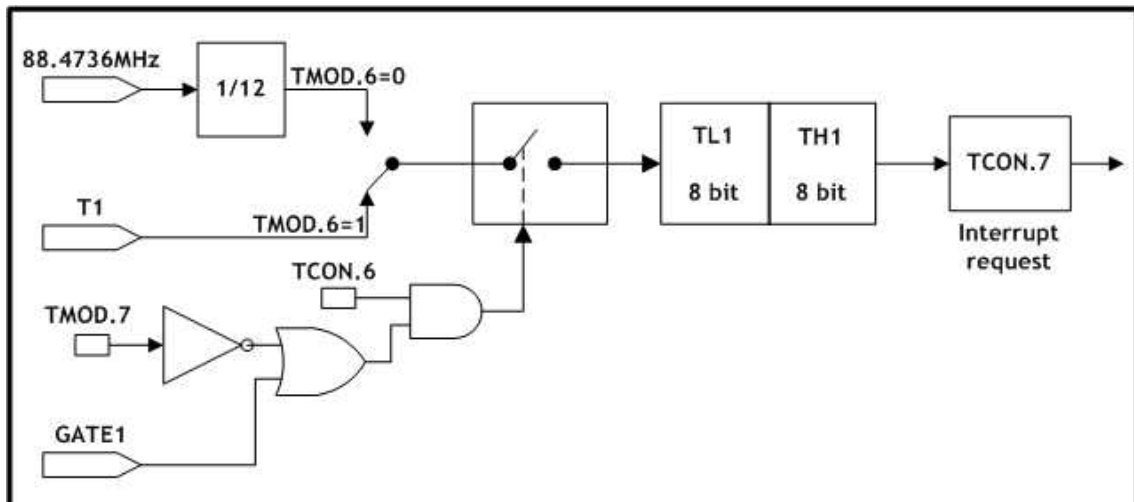 88.4736MHz
1/12
TMOD.6=0
T1
TMOD.6=1
TL1
8 bit
TH1
8 bit
TCON.7
Interrupt
request
TCON.6
TMOD.7
GATE1